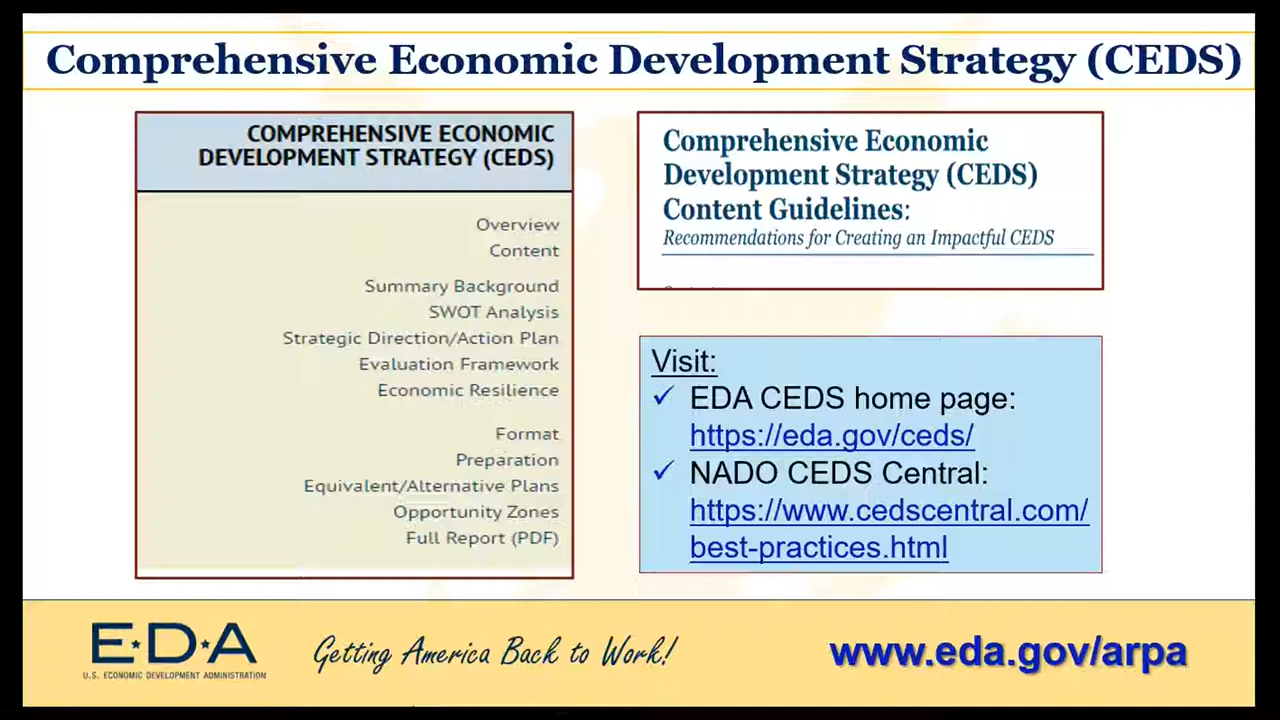 Comprehensive Economic Development Strategy (CEDS)
COMPREHENSIVE ECONOMIC
DEVELOPMENT STRATEGY (CEDS)
Overview
Content
Summary Background
SWOT Analysis
Strategic Direction/Action Plan
Evaluation Framework
Economic Resilience
Format
Preparation
Equivalent/Alternative Plans
Opportunity Zones
Full Report (PDF)
Comprehensive Economic
Development Strategy (CEDS)
Content Guidelines:
Recommendations for Creating an Impactful CEDS
Visit:
✓ EDA CEDS home page:
https://eda.gov/ceds/
✓ NADO CEDS Central:
https://www.cedscentral.com/
best-practices.html
E★D★A
U.S. ECONOMIC DEVELOPMENT ADMINISTRATION
Getting America Back to Work!
www.eda.gov/arpa